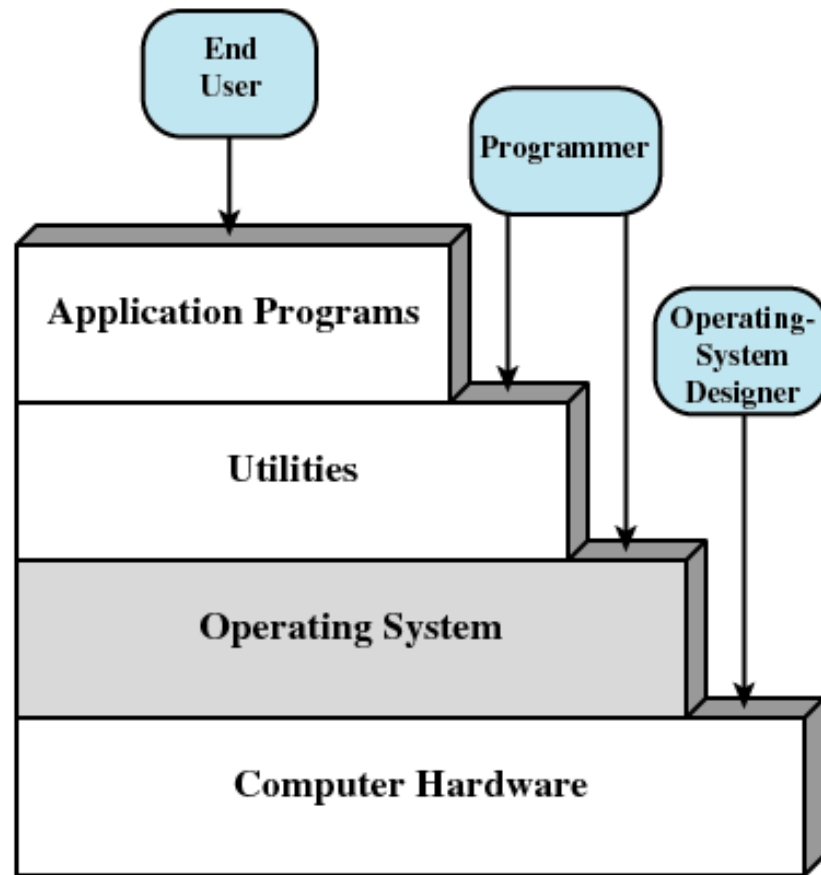 End
User
Programmer
Operating-
System
Designer
Application Programs
Utilities
Operating System
Computer Hardware